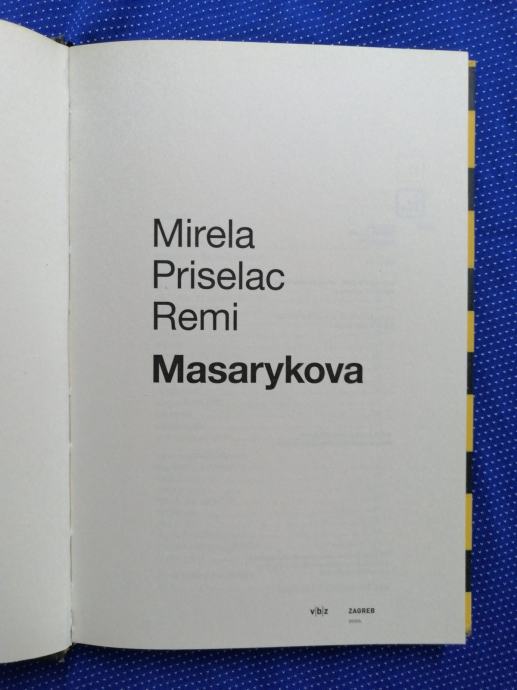 Mirela
Priselac
Remi
Masarykova
v|b|z ZAGREB